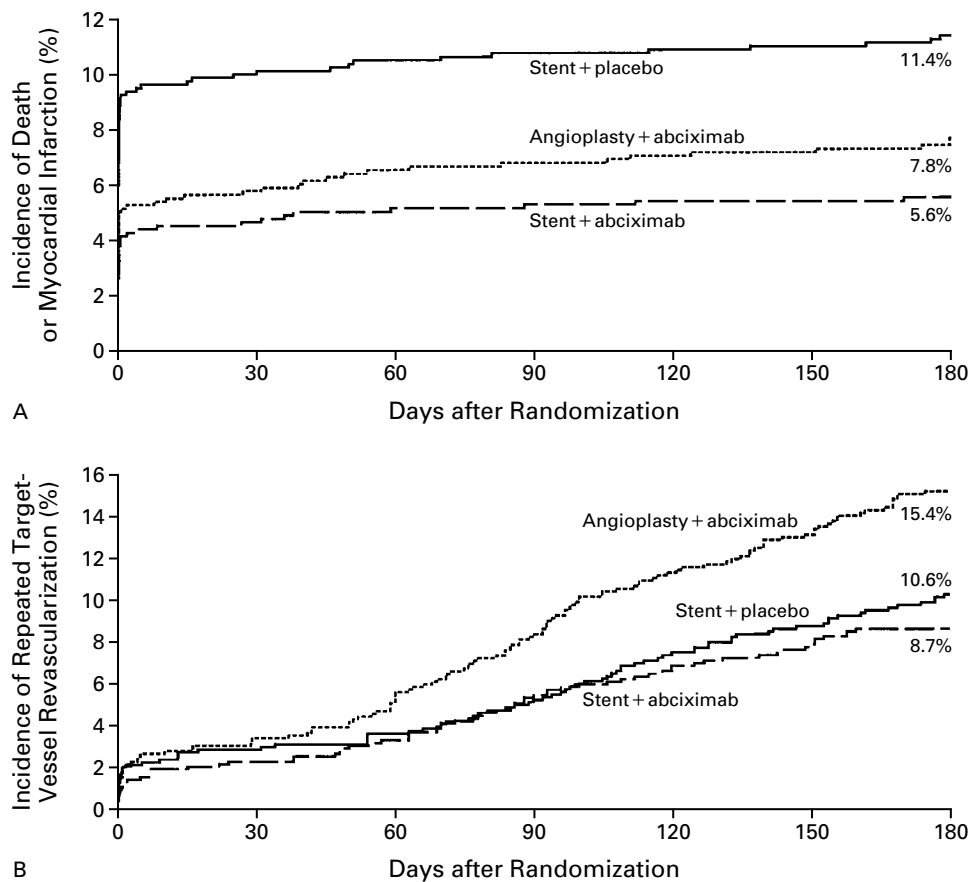 12
10
8
6
4
2
0
Incidence of Death
or Myocardial Infarction (%)
Stent + placebo
11.4%
Angioplasty + abciximab
7.8%
Stent + abciximab
5.6%
0 30 60 90 120 150 180
Days after Randomization
A
16
14
12
10
8
6
4
2
0
Incidence of Repeated Target-
Vessel Revascularization (%)
Angioplasty + abciximab
15.4%
10.6%
Stent + placebo
8.7%
Stent + abciximab
0 30 60 90 120 150 180
Days after Randomization
B